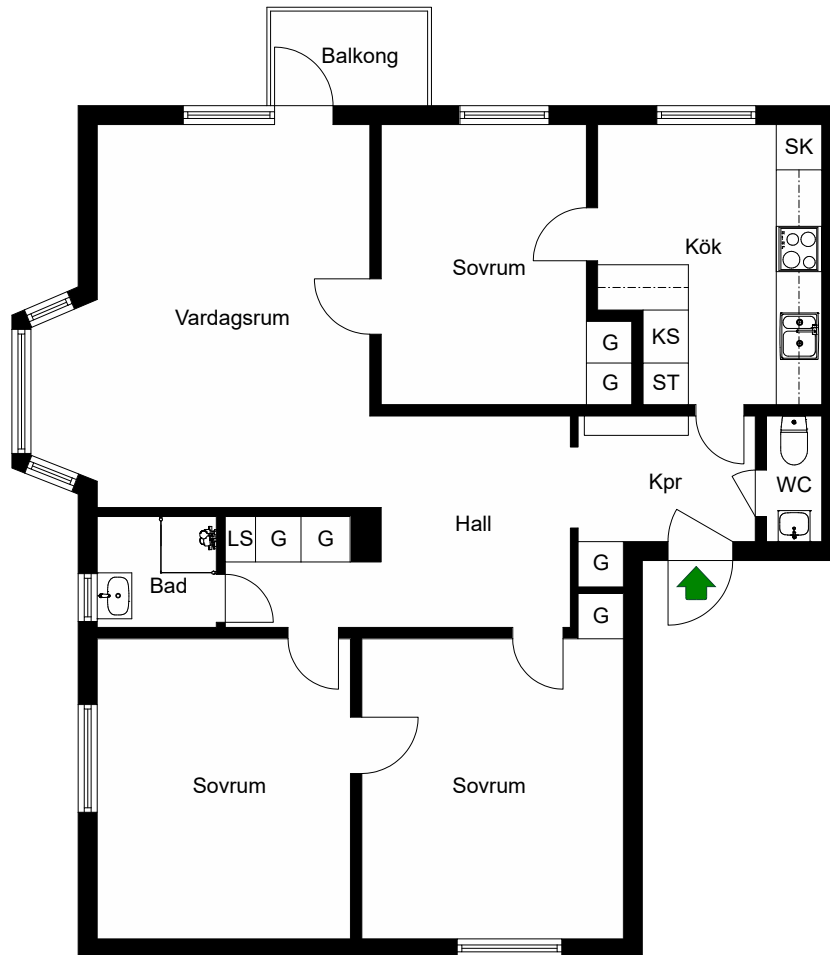 Balkong
SK
Kök
Sovrum
Vardagsrum
G
KS
G
ST
Kpr
WC
Hall
LS
G
G
G
Bad
G
Sovrum
Sovrum